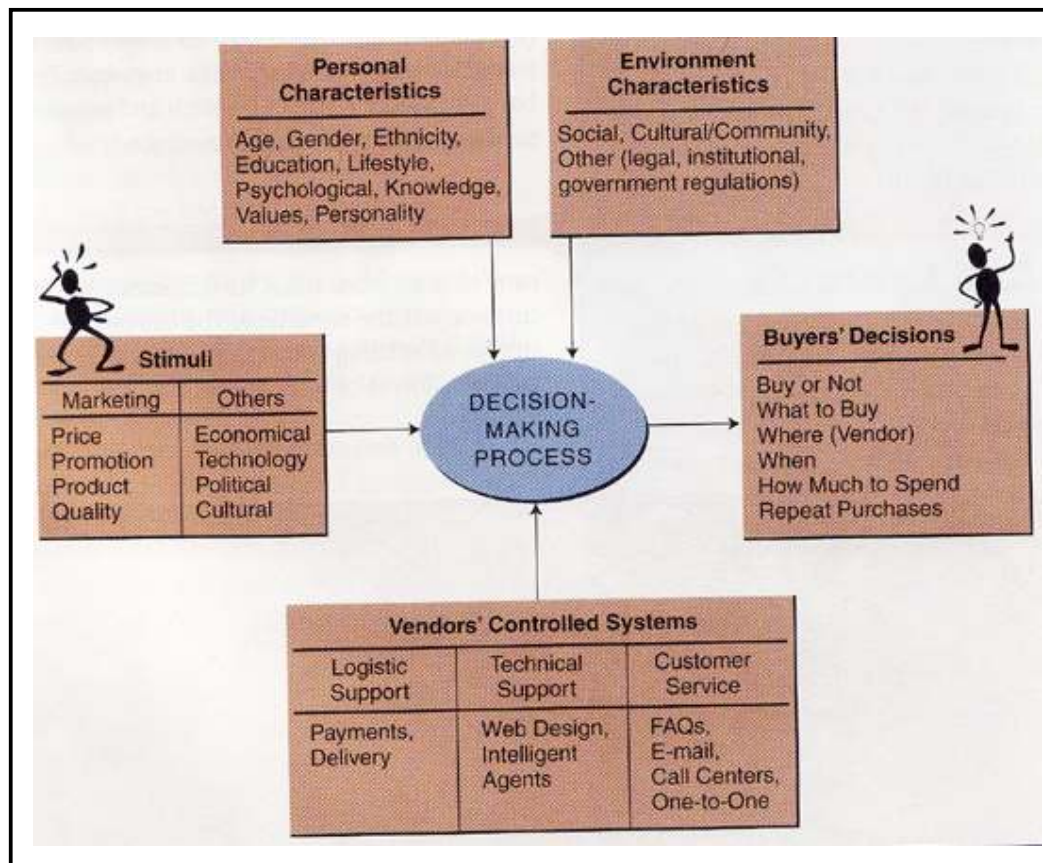 Personal
Characteristics
Age, Gender, Ethnicity,
Education, Lifestyle,
Psychological, Knowledge,
Values, Personality
Environment
Characteristics
Social, Cultural/Community,
Other (legal, institutional,
government regulations)
Stimuli
Marketing
Price
Promotion
Product
Quality
Others
Economical
Technology
Political
Cultural
DECISION-
MAKING
PROCESS
Buyers' Decisions
Buy or Not
What to Buy
Where (Vendor)
When
How Much to Spend
Repeat Purchases
Vendors' Controlled Systems
Logistic
Support
Payments,
Delivery
Technical
Support
Web Design,
Intelligent
Agents
Customer
Service
FAQs,
E-mail,
Call Centers,
One-to-One